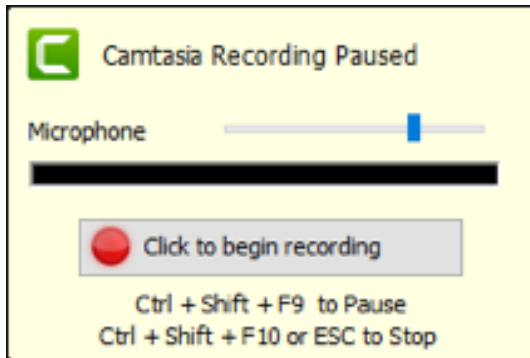 Camtasia Recording Paused
Microphone
Click to begin recording
Ctrl + Shift + F9 to Pause
Ctrl + Shift + F10 or ESC to Stop